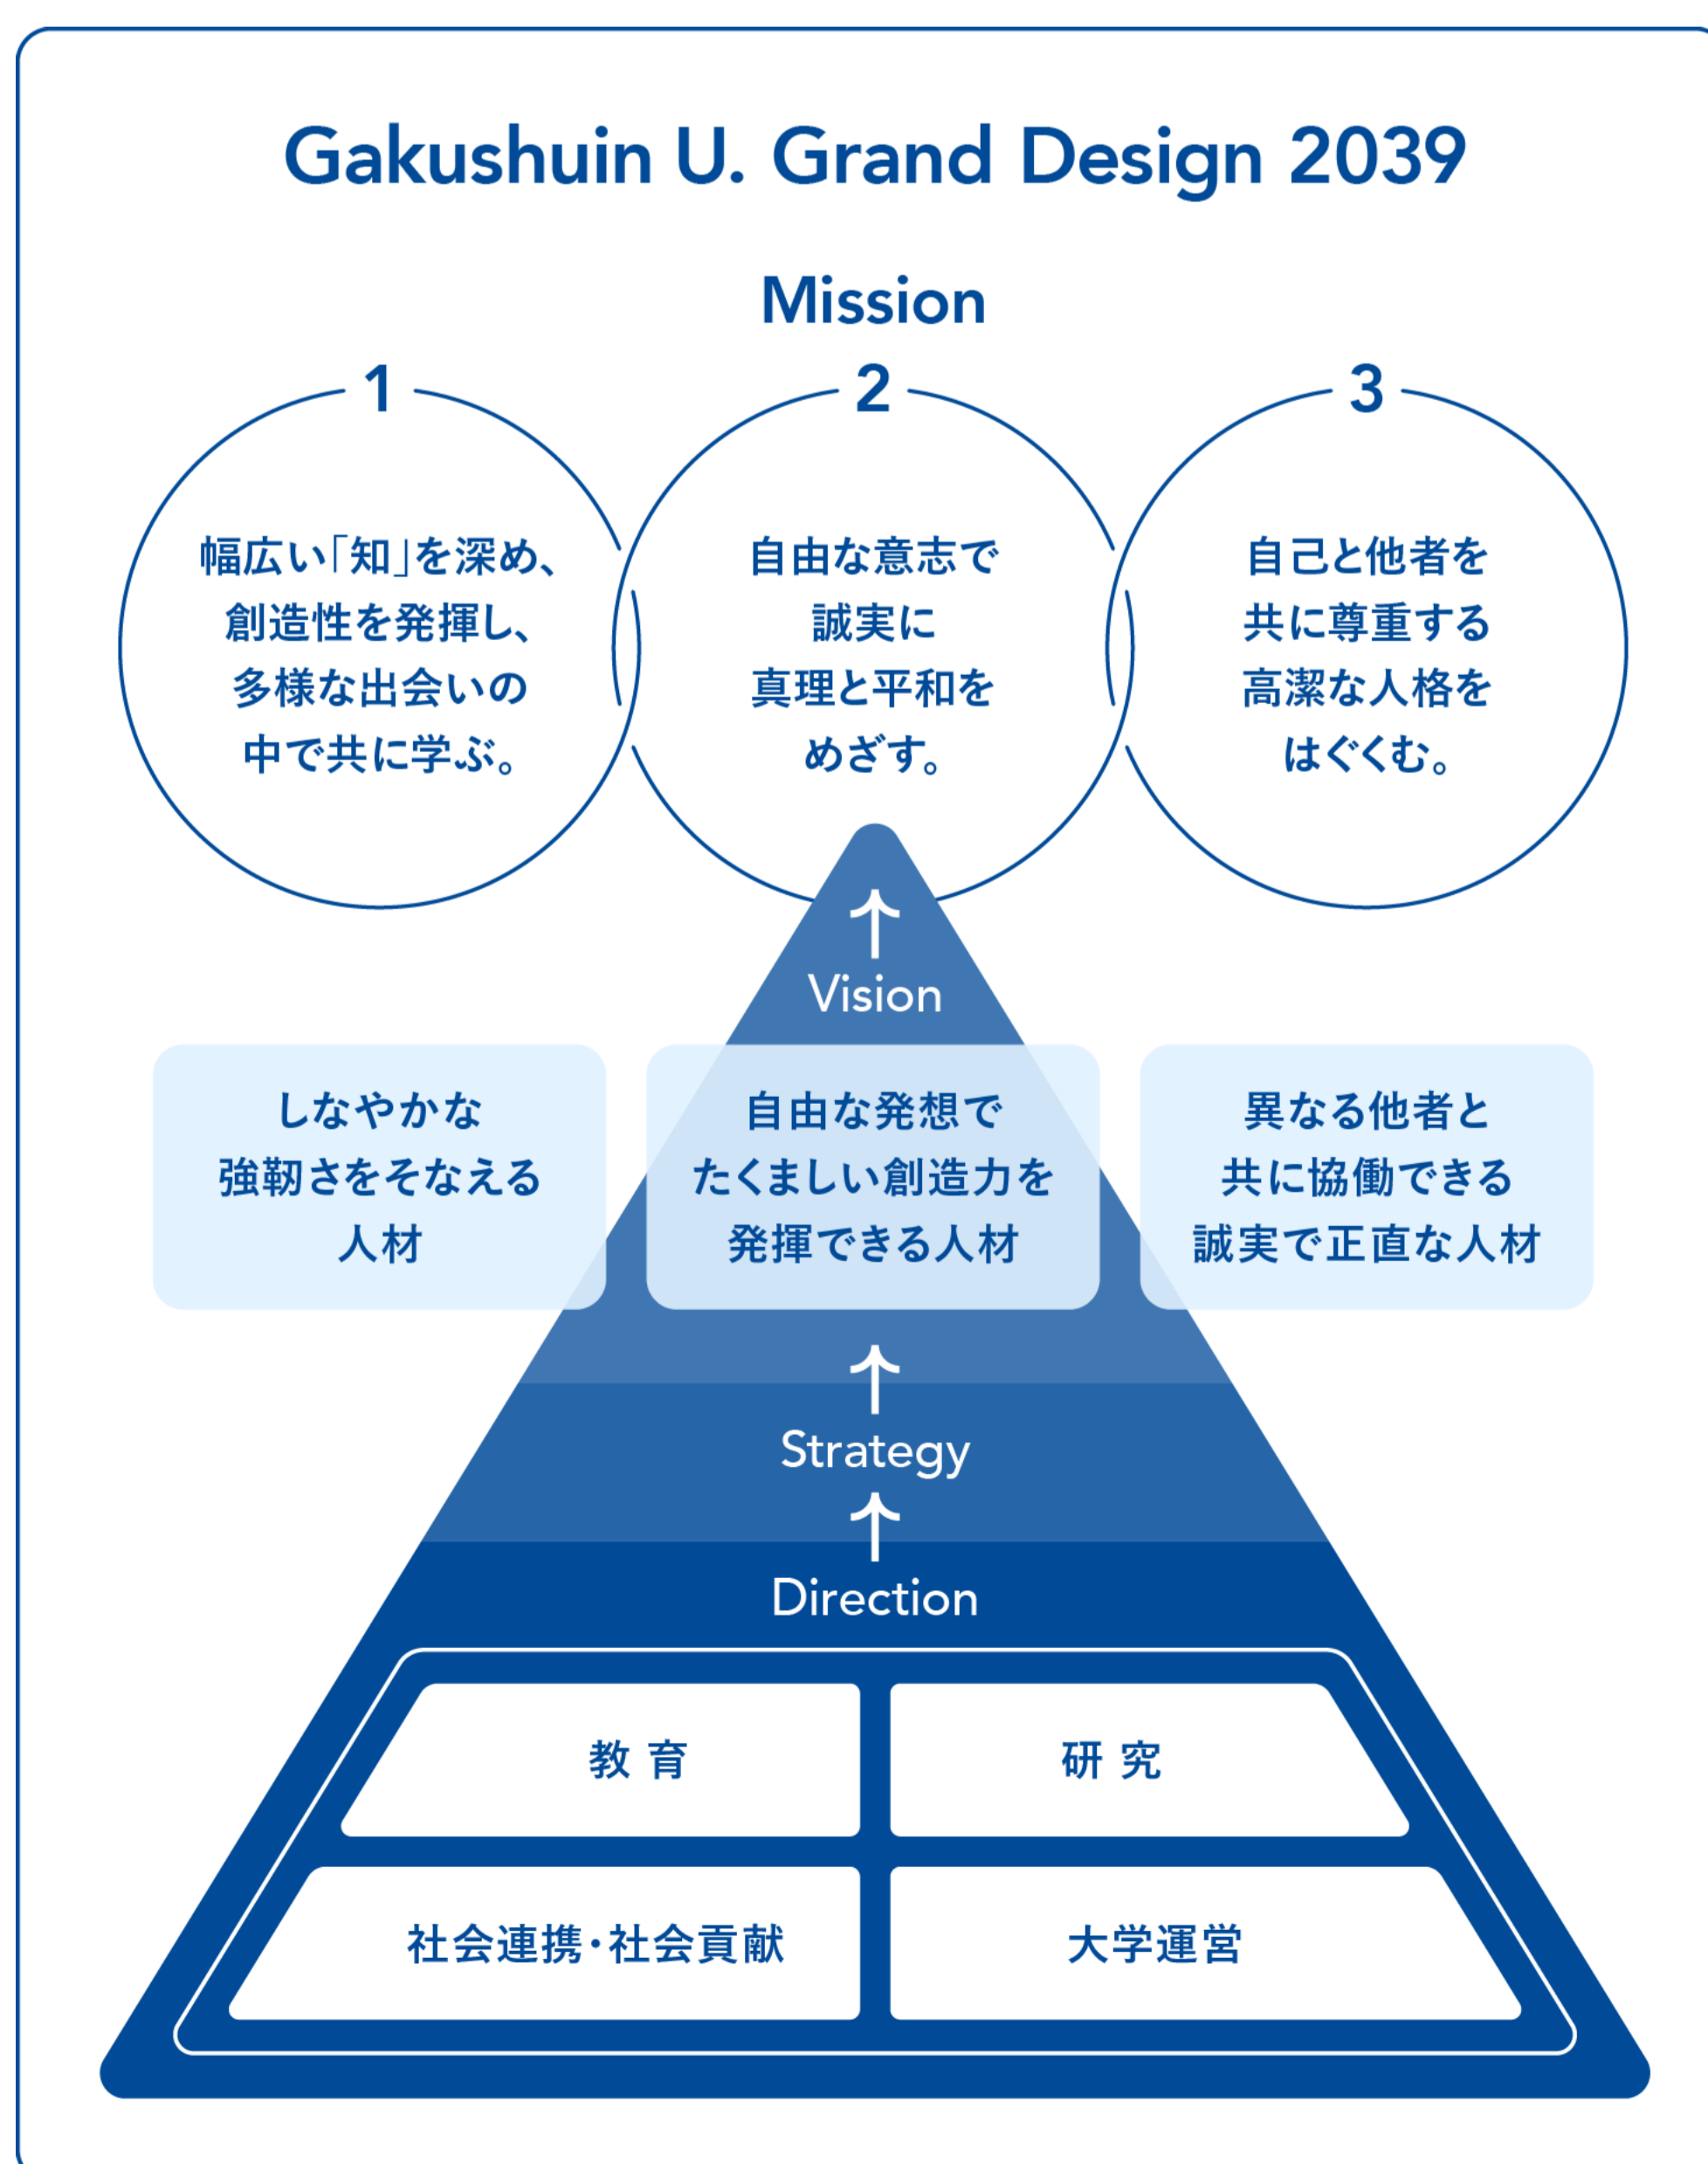 Gakushuin U. Grand Design 2039
Mission
1
幅広い「知」を深め、
創造性を発揮し、
多様な出会いの
中で共に学ぶ。
2
自由な意志で
誠実に
真理と平和を
めざす。
3
自己と他者を
共に尊重する
高潔な人格を
はぐくむ。
Vision
しなやかな
強靭さをそなえる
人材
自由な発想で
たくましい創造力を
発揮できる人材
異なる他者と
共に協働できる
誠実で正直な人材
Strategy
Direction
教育
研究
社会連携・社会貢献
大学運営